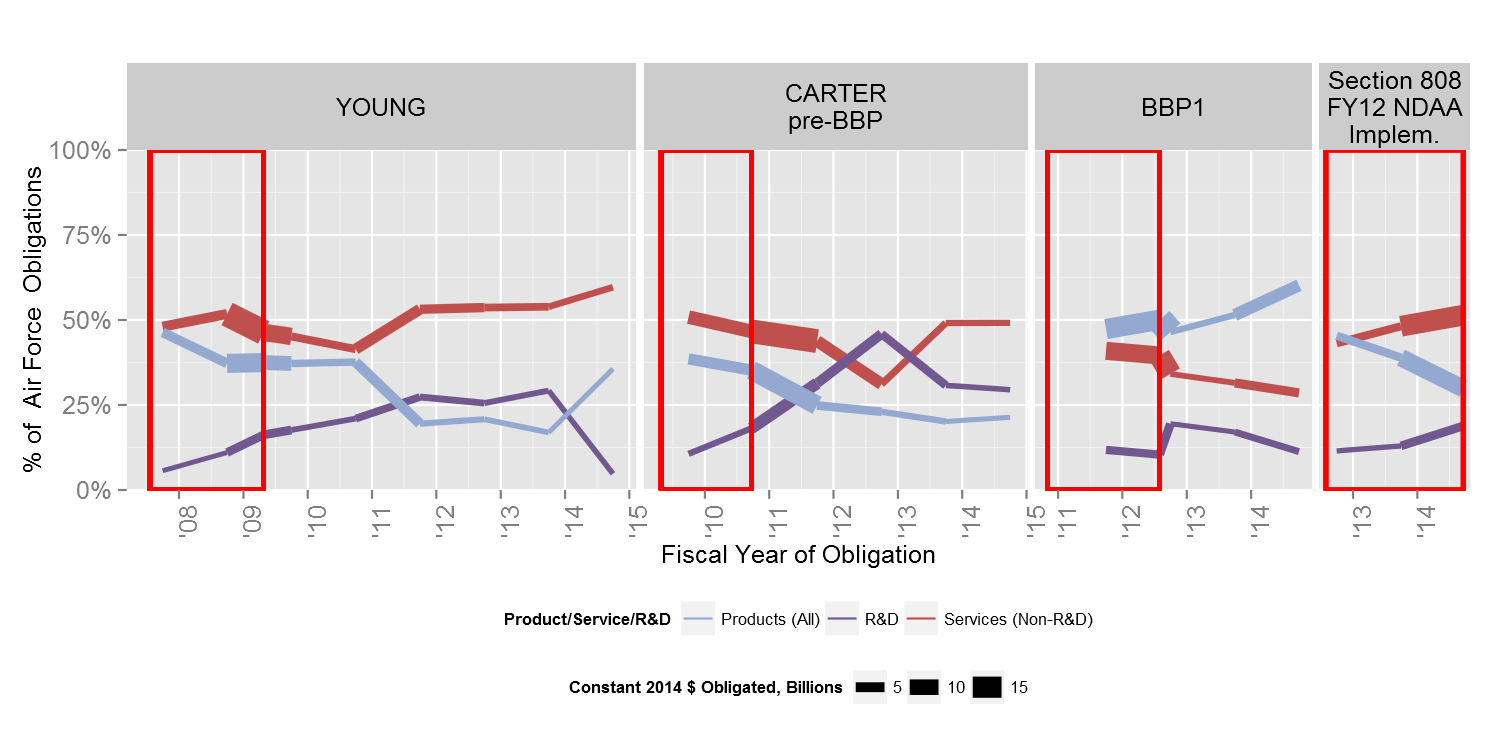 YOUNG
CARTER
pre-BBP
BBP1
Section 808
FY12 NDAA
Implem.
% of  Air Force  Obligations
100%
75%
50%
25%
0%
'08 '09 '10 '11 '12 '13 '14 '15
'10 '11 '12 '13 '14 '15
'11 '12 '13 '14
'13 '14
Fiscal Year of Obligation
Product/Service/R&D Products (All) R&D Services (Non-R&D)
Constant 2014 $ Obligated, Billions 5 10 15